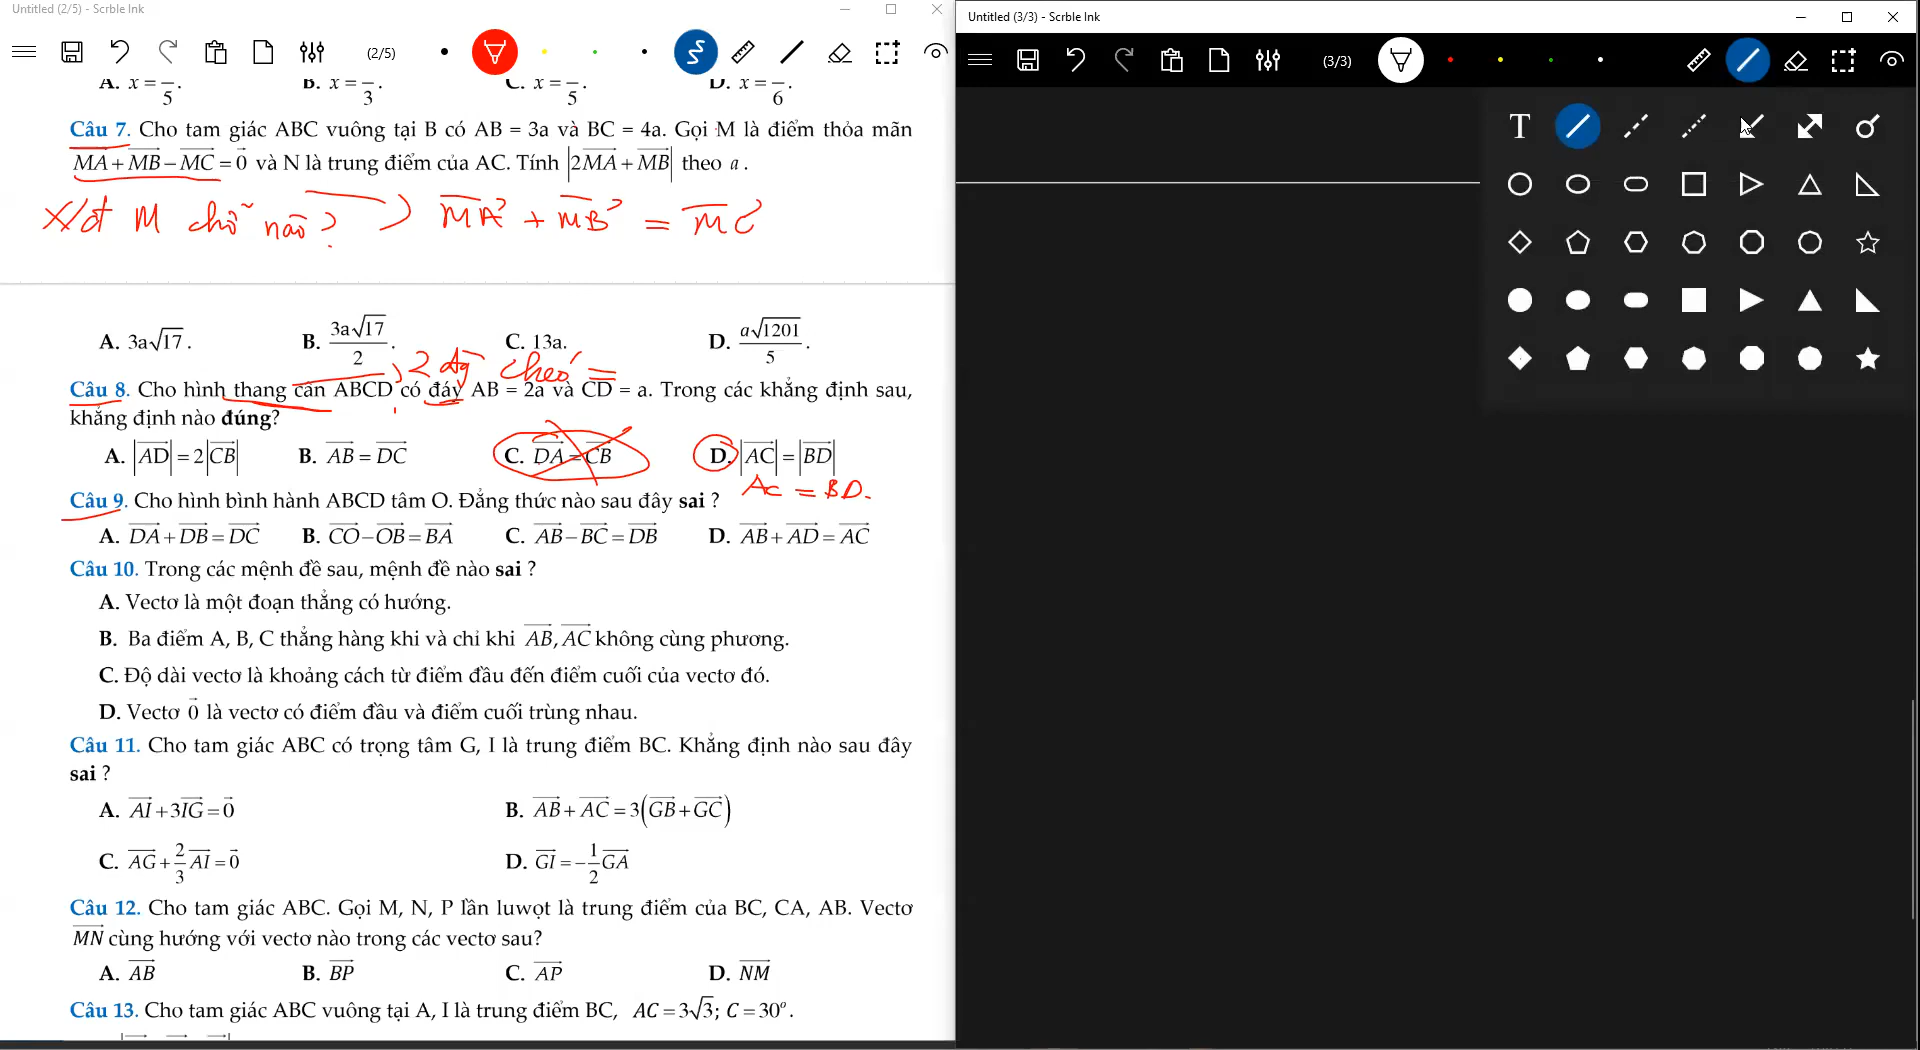 Untitled (2/5) - Scrble Ink
(2/5)
A. x = 5. B. x = 3. C. x = 5. D. x = 6.
Câu 7. Cho tam giác ABC vuông tại B có AB = 3a và BC = 4a. Gọi M là điểm thỏa mãn
MA + MB − MC = 0 và N là trung điểm của AC. Tính |2MA + MB| theo a.
X/đ M chỗ nào? MA + MB = MC
A. 3a√17. B. 3a√17/2. C. 13a. D. a√1201/5.
2 đg chéo =
Câu 8. Cho hình thang cân ABCD có đáy AB = 2a và CD = a. Trong các khẳng định sau,
khẳng định nào đúng?
A. |AD| = 2|CB| B. AB = DC C. DA = CB D. |AC| = |BD|
AC = BD.
Câu 9. Cho hình bình hành ABCD tâm O. Đẳng thức nào sau đây sai ?
A. DA + DB = DC B. CO − OB = BA C. AB − BC = DB D. AB + AD = AC
Câu 10. Trong các mệnh đề sau, mệnh đề nào sai ?
A. Vectơ là một đoạn thẳng có hướng.
B. Ba điểm A, B, C thẳng hàng khi và chỉ khi AB, AC không cùng phương.
C. Độ dài vectơ là khoảng cách từ điểm đầu đến điểm cuối của vectơ đó.
D. Vectơ 0 là vectơ có điểm đầu và điểm cuối trùng nhau.
Câu 11. Cho tam giác ABC có trọng tâm G, I là trung điểm BC. Khẳng định nào sau đây
sai ?
A. AI + 3IG = 0 B. AB + AC = 3(GB + GC)
C. AG + 2/3 AI = 0 D. GI = −1/2 GA
Câu 12. Cho tam giác ABC. Gọi M, N, P lần luwọt là trung điểm của BC, CA, AB. Vectơ
MN cùng hướng với vectơ nào trong các vectơ sau?
A. AB B. BP C. AP D. NM
Câu 13. Cho tam giác ABC vuông tại A, I là trung điểm BC, AC = 3√3; C = 30°.
Untitled (3/3) - Scrble Ink
(3/3)
T